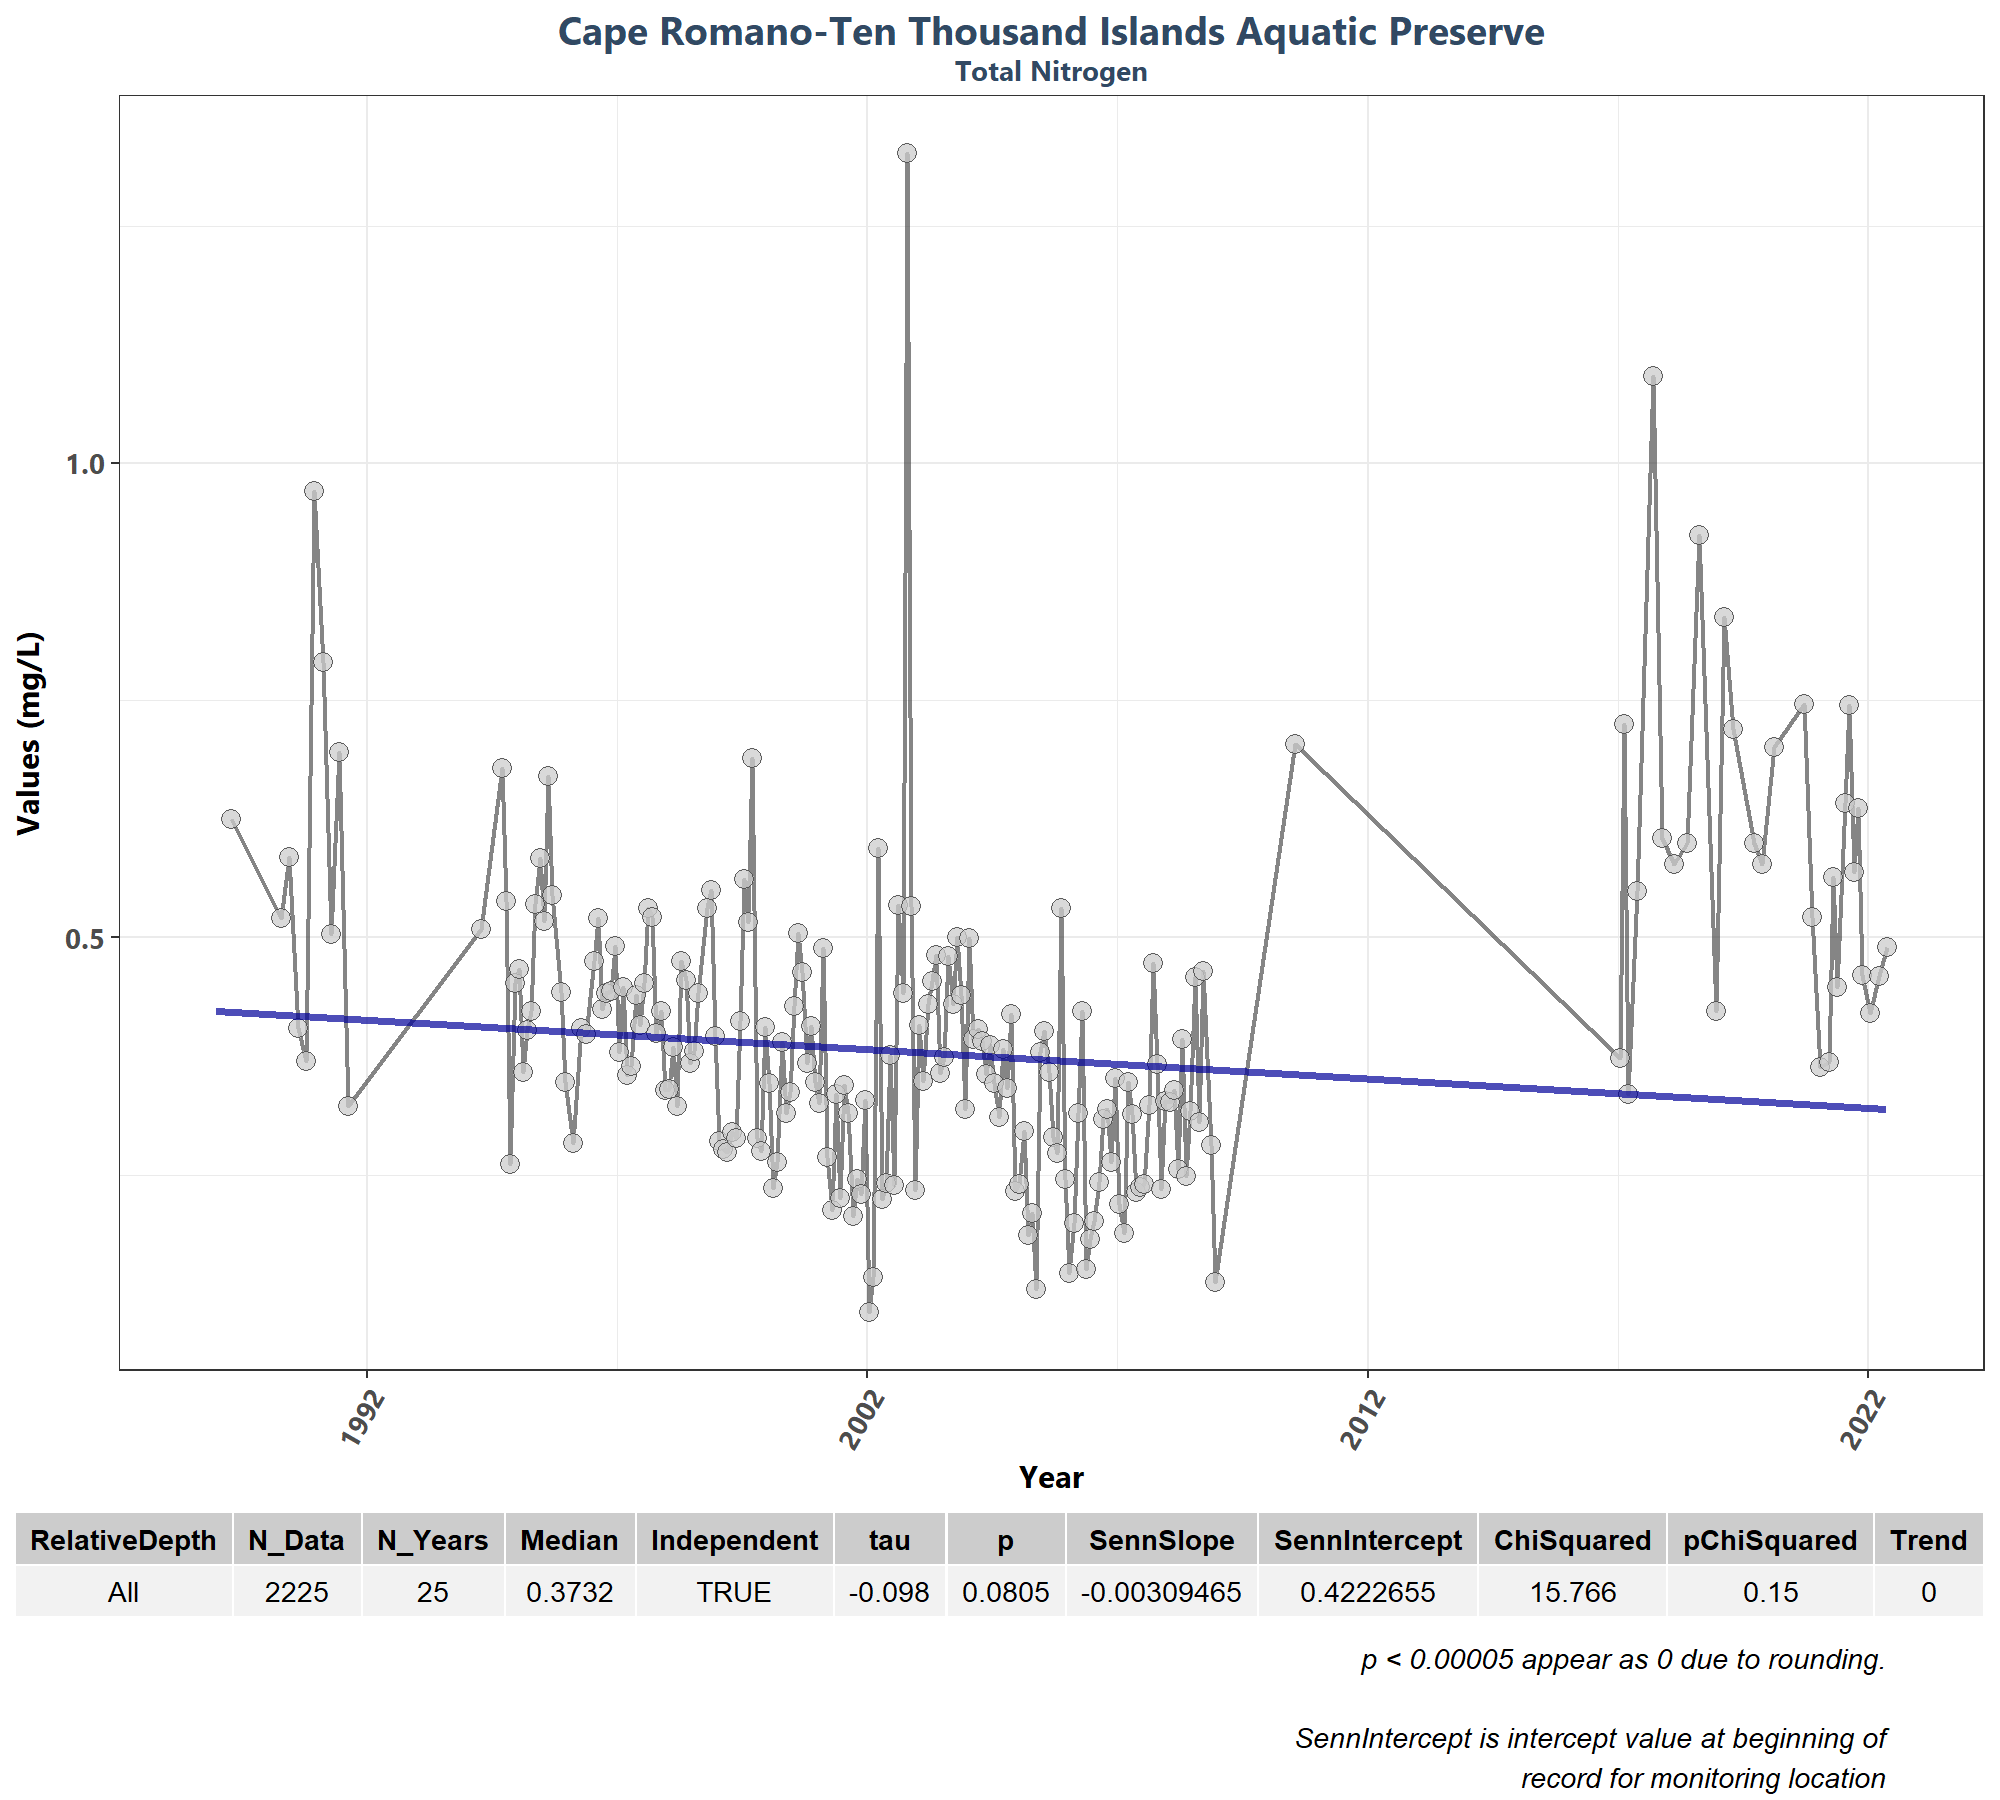 Cape Romano-Ten Thousand Islands Aquatic Preserve
Total Nitrogen
Values (mg/L)
1.0
0.5
1992 2002 2012 2022
Year
RelativeDepth N_Data N_Years Median Independent tau p SennSlope SennIntercept ChiSquared pChiSquared Trend
All 2225 25 0.3732 TRUE -0.098 0.0805 -0.00309465 0.4222655 15.766 0.15 0
p < 0.00005 appear as 0 due to rounding.
SennIntercept is intercept value at beginning of
record for monitoring location